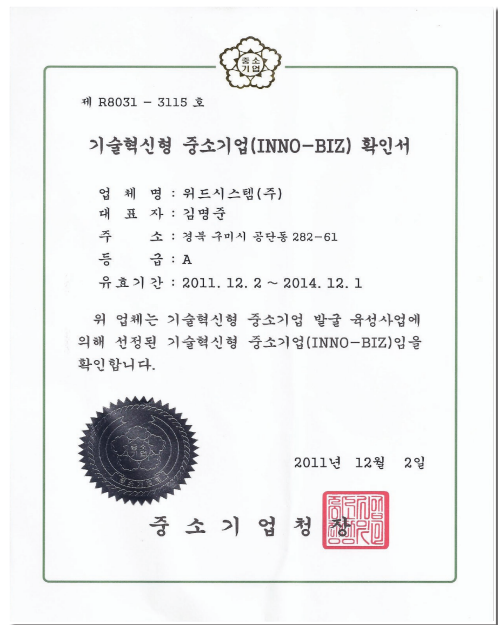 중소
기업
제 R8031 - 3115 호
기술혁신형 중소기업(INNO-BIZ) 확인서
업 체 명 : 위드시스템(주)
대 표 자 : 김명준
주 소 : 경북 구미시 공단동 282-61
등 급 : A
유효기간 : 2011. 12. 2 ~ 2014. 12. 1
위 업체는 기술혁신형 중소기업 발굴 육성사업에
의해 선정된 기술혁신형 중소기업(INNO-BIZ)임을
확인합니다.
2011년 12월 2일
중 소 기 업 청 장